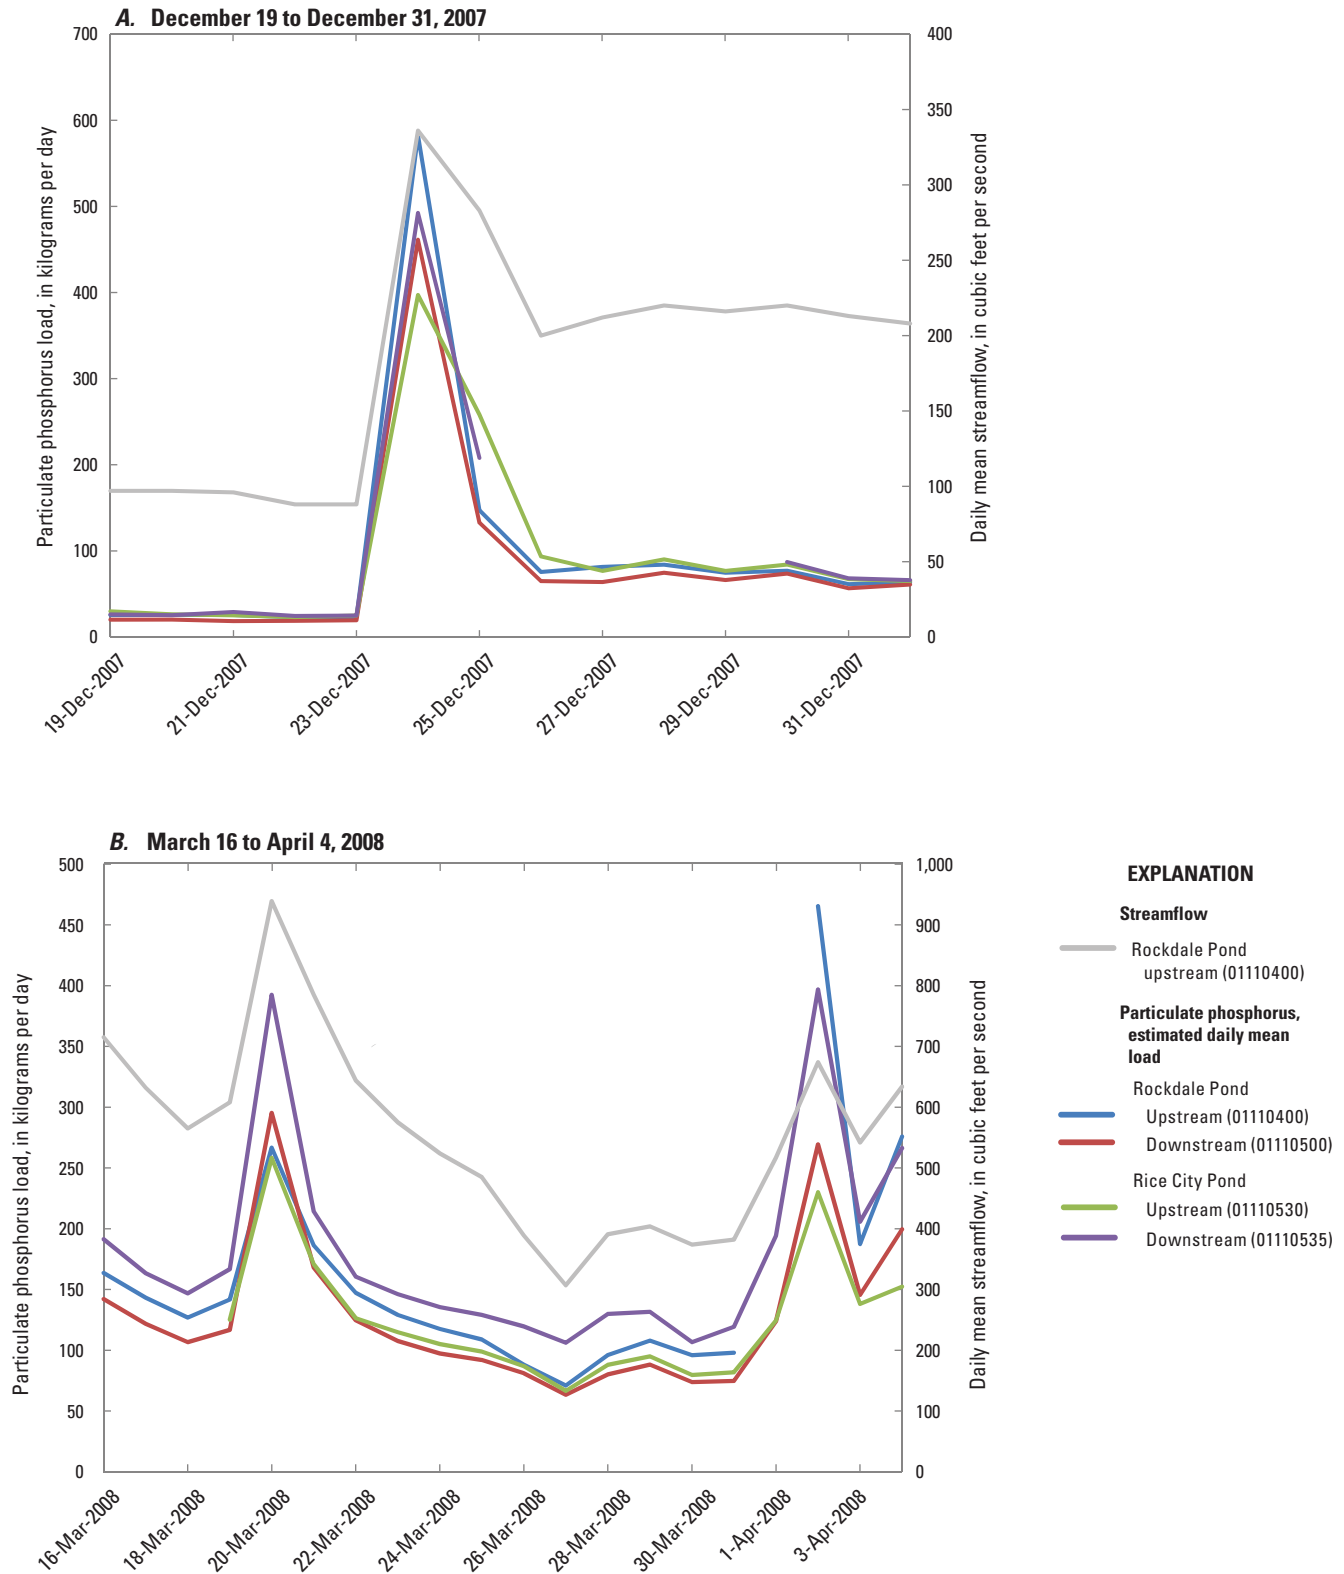 A. December 19 to December 31, 2007
700
600
500
400
300
200
100
0
Particulate phosphorus load, in kilograms per day
400
350
300
250
200
150
100
50
0
Daily mean streamflow, in cubic feet per second
19-Dec-2007
21-Dec-2007
23-Dec-2007
25-Dec-2007
27-Dec-2007
29-Dec-2007
31-Dec-2007
B. March 16 to April 4, 2008
500
450
400
350
300
250
200
150
100
50
0
Particulate phosphorus load, in kilograms per day
1,000
900
800
700
600
500
400
300
200
100
0
Daily mean streamflow, in cubic feet per second
16-Mar-2008
18-Mar-2008
20-Mar-2008
22-Mar-2008
24-Mar-2008
26-Mar-2008
28-Mar-2008
30-Mar-2008
1-Apr-2008
3-Apr-2008
EXPLANATION
Streamflow
Rockdale Pond
upstream (01110400)
Particulate phosphorus,
estimated daily mean
load
Rockdale Pond
Upstream (01110400)
Downstream (01110500)
Rice City Pond
Upstream (01110530)
Downstream (01110535)